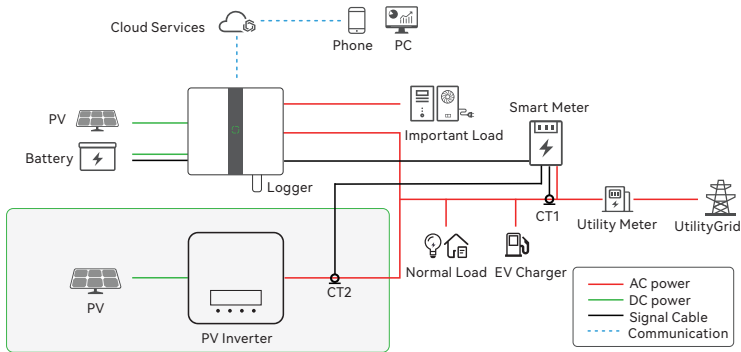 Cloud Services
Phone
PC
PV
Battery
Logger
Important Load
Smart Meter
CT1
Utility Meter
UtilityGrid
Normal Load
EV Charger
PV
PV Inverter
CT2
AC power
DC power
Signal Cable
Communication